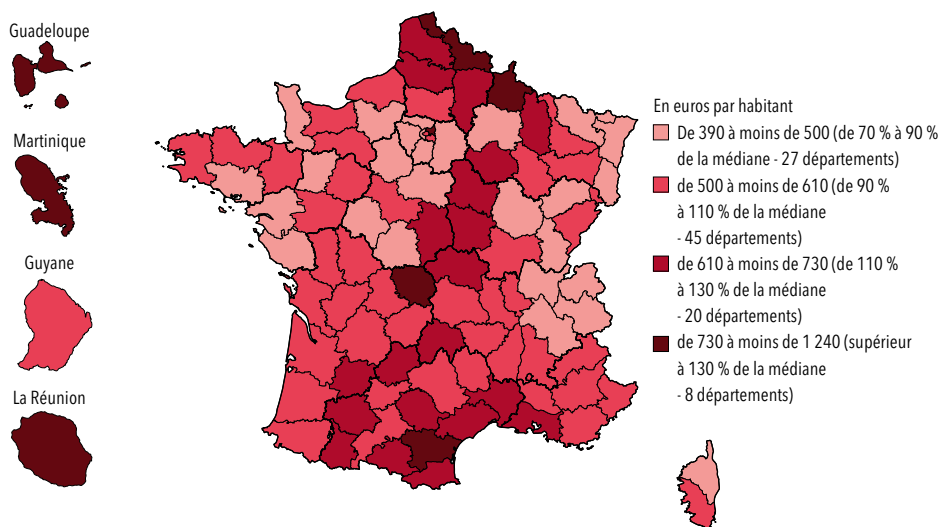 Guadeloupe
Martinique
Guyane
La Réunion
En euros par habitant
De 390 à moins de 500 (de 70 % à 90 %
de la médiane - 27 départements)
de 500 à moins de 610 (de 90 %
à 110 % de la médiane
- 45 départements)
de 610 à moins de 730 (de 110 %
à 130 % de la médiane
- 20 départements)
de 730 à moins de 1 240 (supérieur
à 130 % de la médiane
- 8 départements)